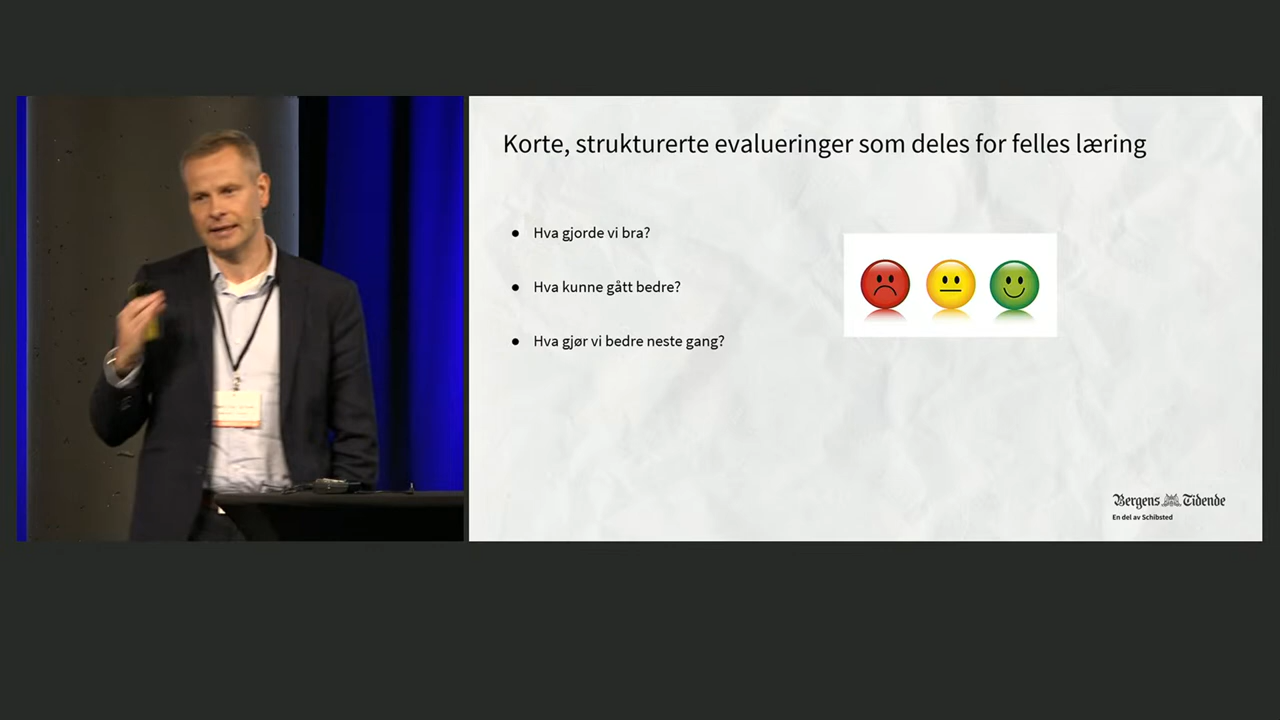 Korte, strukturerte evalueringer som deles for felles læring
● Hva gjorde vi bra?
● Hva kunne gått bedre?
● Hva gjør vi bedre neste gang?
Bergens Tidende
En del av Schibsted